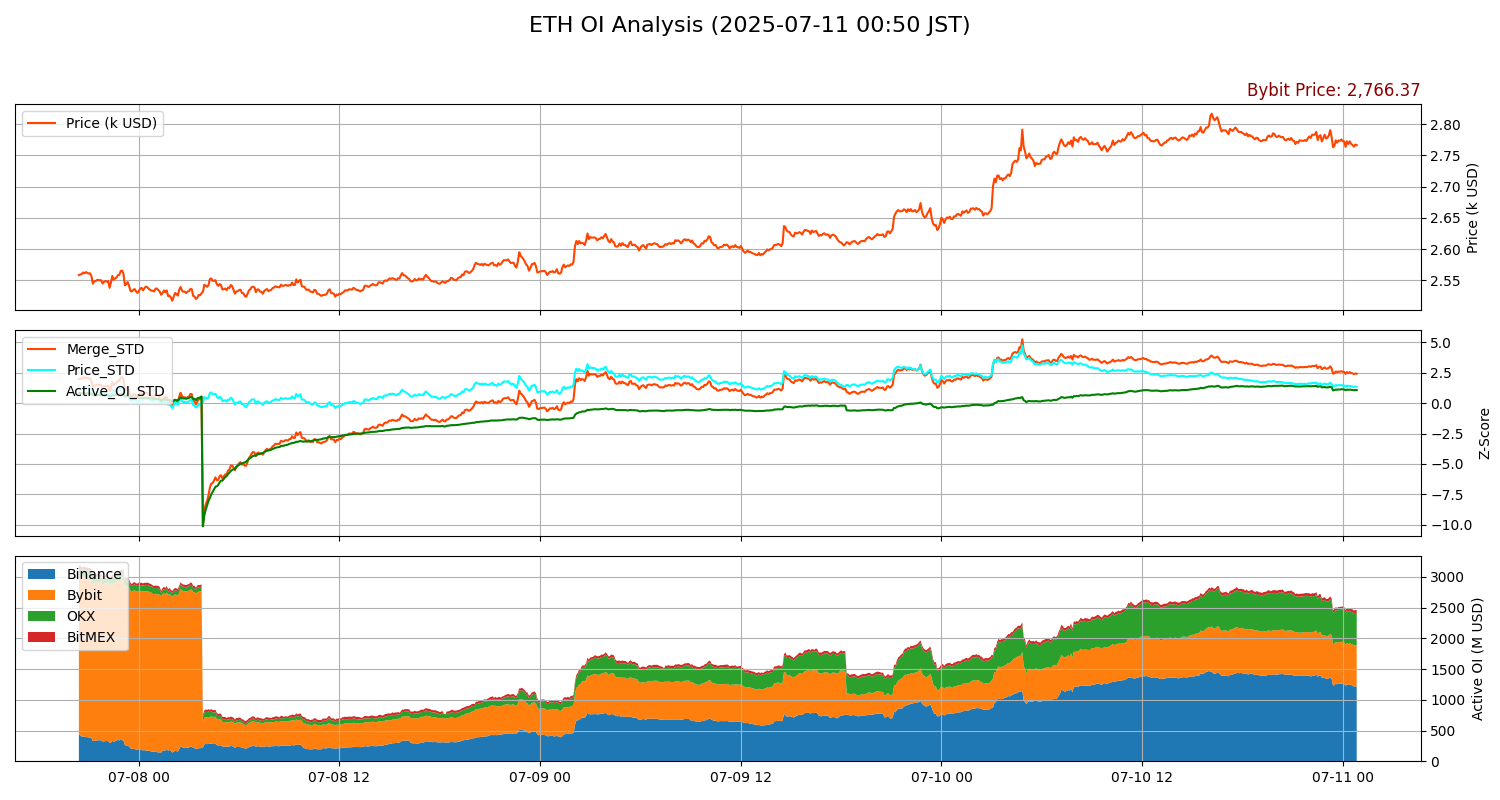 ETH OI Analysis (2025-07-11 00:50 JST)
Bybit Price: 2,766.37
Price (k USD)
2.80
2.75
2.70
2.65
2.60
2.55
Price (k USD)
Merge_STD
Price_STD
Active_OI_STD
5.0
2.5
0.0
−2.5
−5.0
−7.5
−10.0
Z-Score
Binance
Bybit
OKX
BitMEX
3000
2500
2000
1500
1000
500
0
Active OI (M USD)
07-08 00
07-08 12
07-09 00
07-09 12
07-10 00
07-10 12
07-11 00